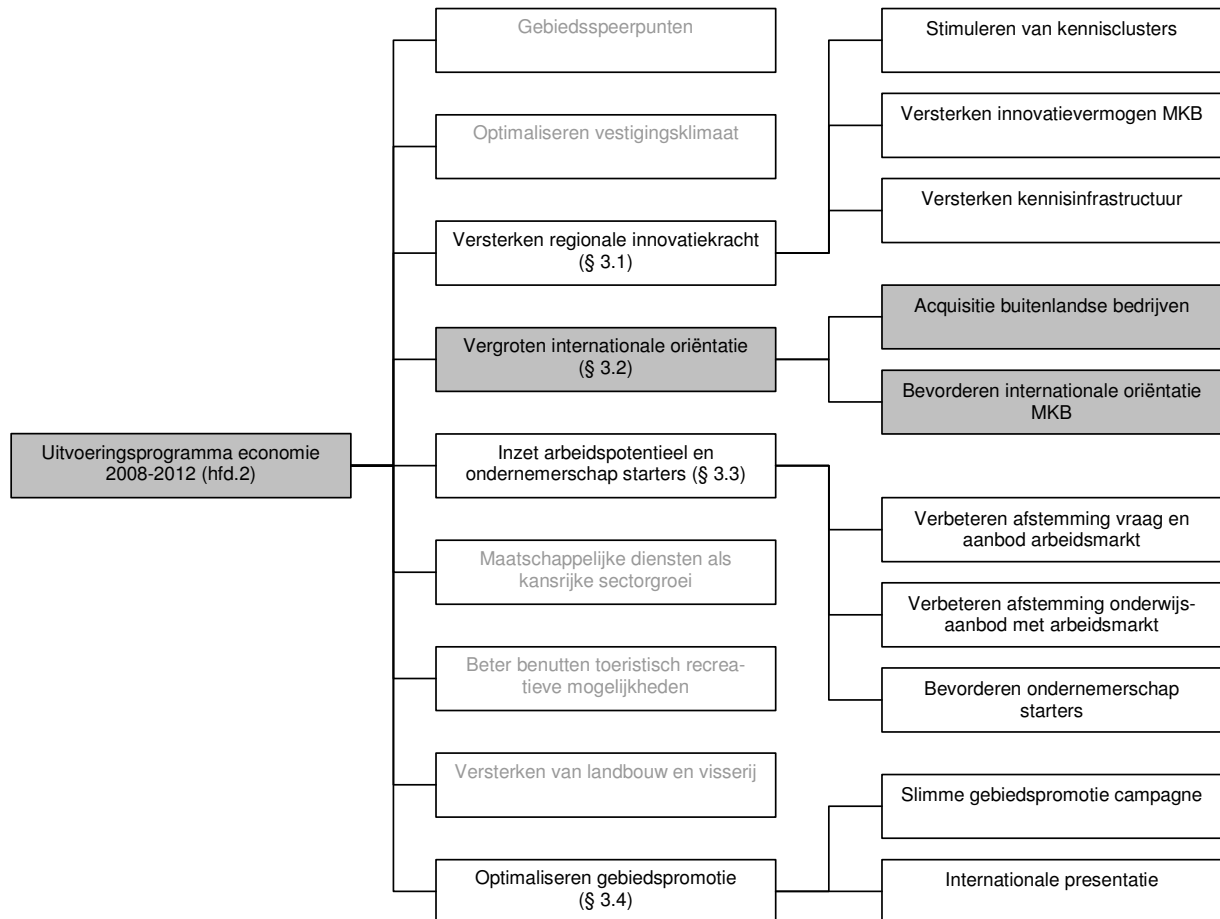 Uitvoeringsprogramma economie
2008-2012 (hfd.2)
Gebiedsspeerpunten
Optimaliseren vestigingsklimaat
Versterken regionale innovatiekracht
(§ 3.1)
Vergroten internationale oriëntatie
(§ 3.2)
Inzet arbeidspotentieel en
ondernemerschap starters (§ 3.3)
Maatschappelijke diensten als
kansrijke sectorgroei
Beter benutten toeristisch recrea-
tieve mogelijkheden
Versterken van landbouw en visserij
Optimaliseren gebiedspromotie
(§ 3.4)
Stimuleren van kennisclusters
Versterken innovatievermogen MKB
Versterken kennisinfrastructuur
Acquisitie buitenlandse bedrijven
Bevorderen internationale oriëntatie
MKB
Verbeteren afstemming vraag en
aanbod arbeidsmarkt
Verbeteren afstemming onderwijs-
aanbod met arbeidsmarkt
Bevorderen ondernemerschap
starters
Slimme gebiedspromotie campagne
Internationale presentatie